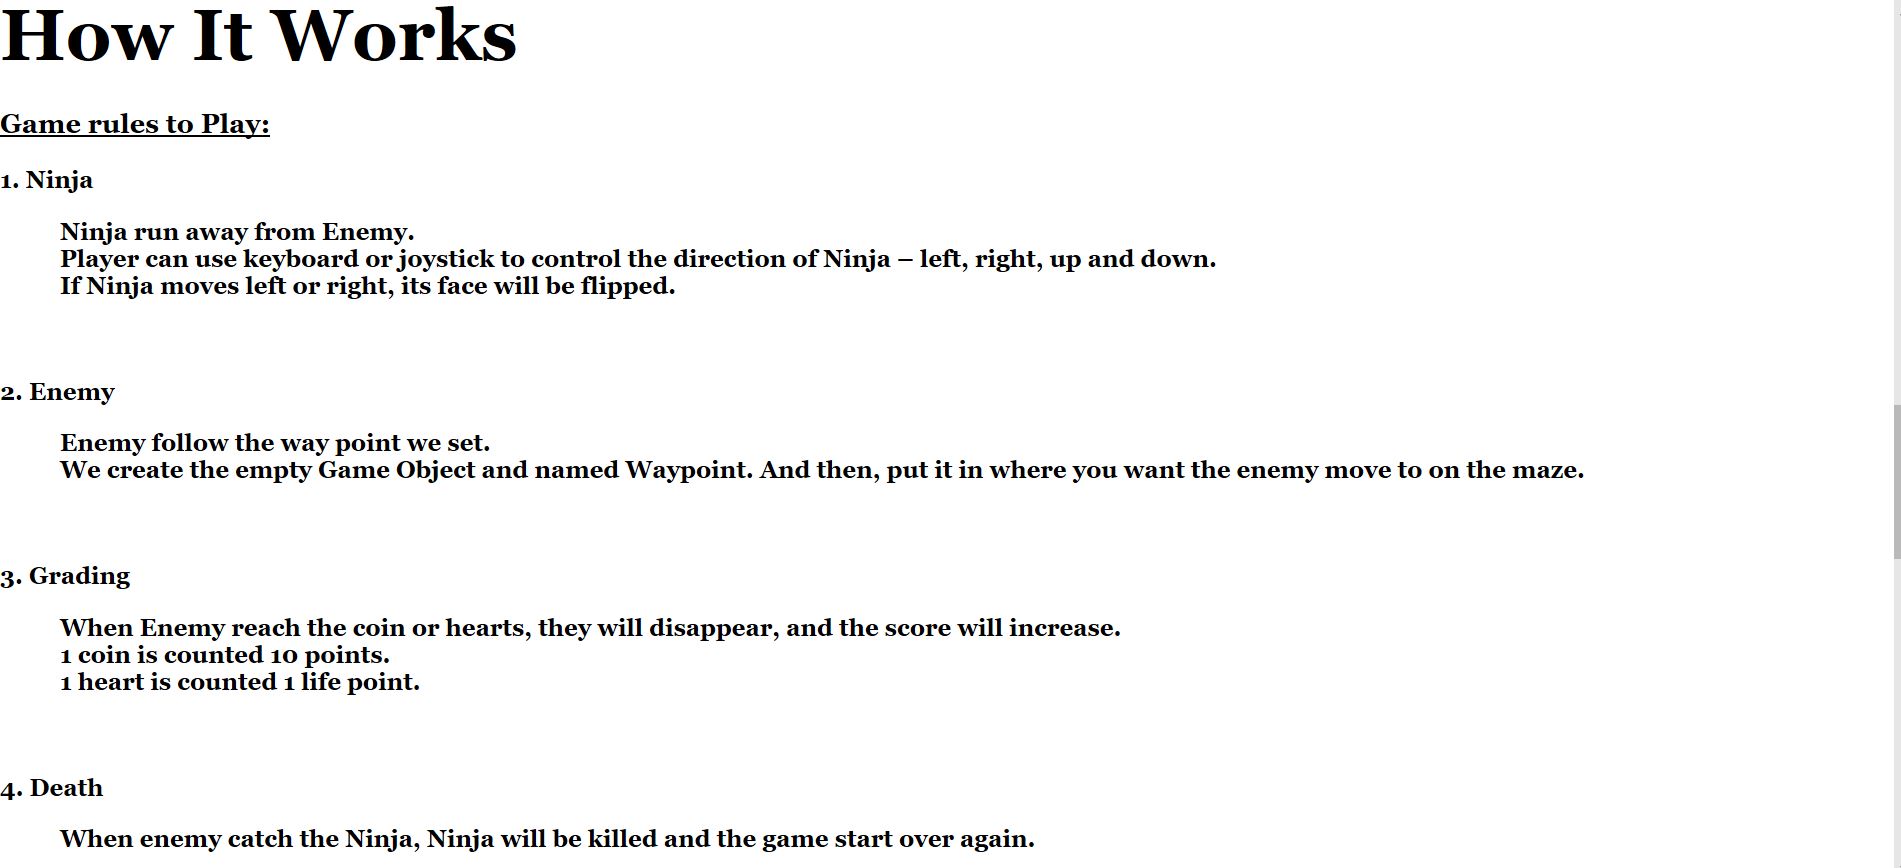 How It Works
Game rules to Play:
1. Ninja
Ninja run away from Enemy.
Player can use keyboard or joystick to control the direction of Ninja – left, right, up and down.
If Ninja moves left or right, its face will be flipped.
2. Enemy
Enemy follow the way point we set.
We create the empty Game Object and named Waypoint. And then, put it in where you want the enemy move to on the maze.
3. Grading
When Enemy reach the coin or hearts, they will disappear, and the score will increase.
1 coin is counted 10 points.
1 heart is counted 1 life point.
4. Death
When enemy catch the Ninja, Ninja will be killed and the game start over again.